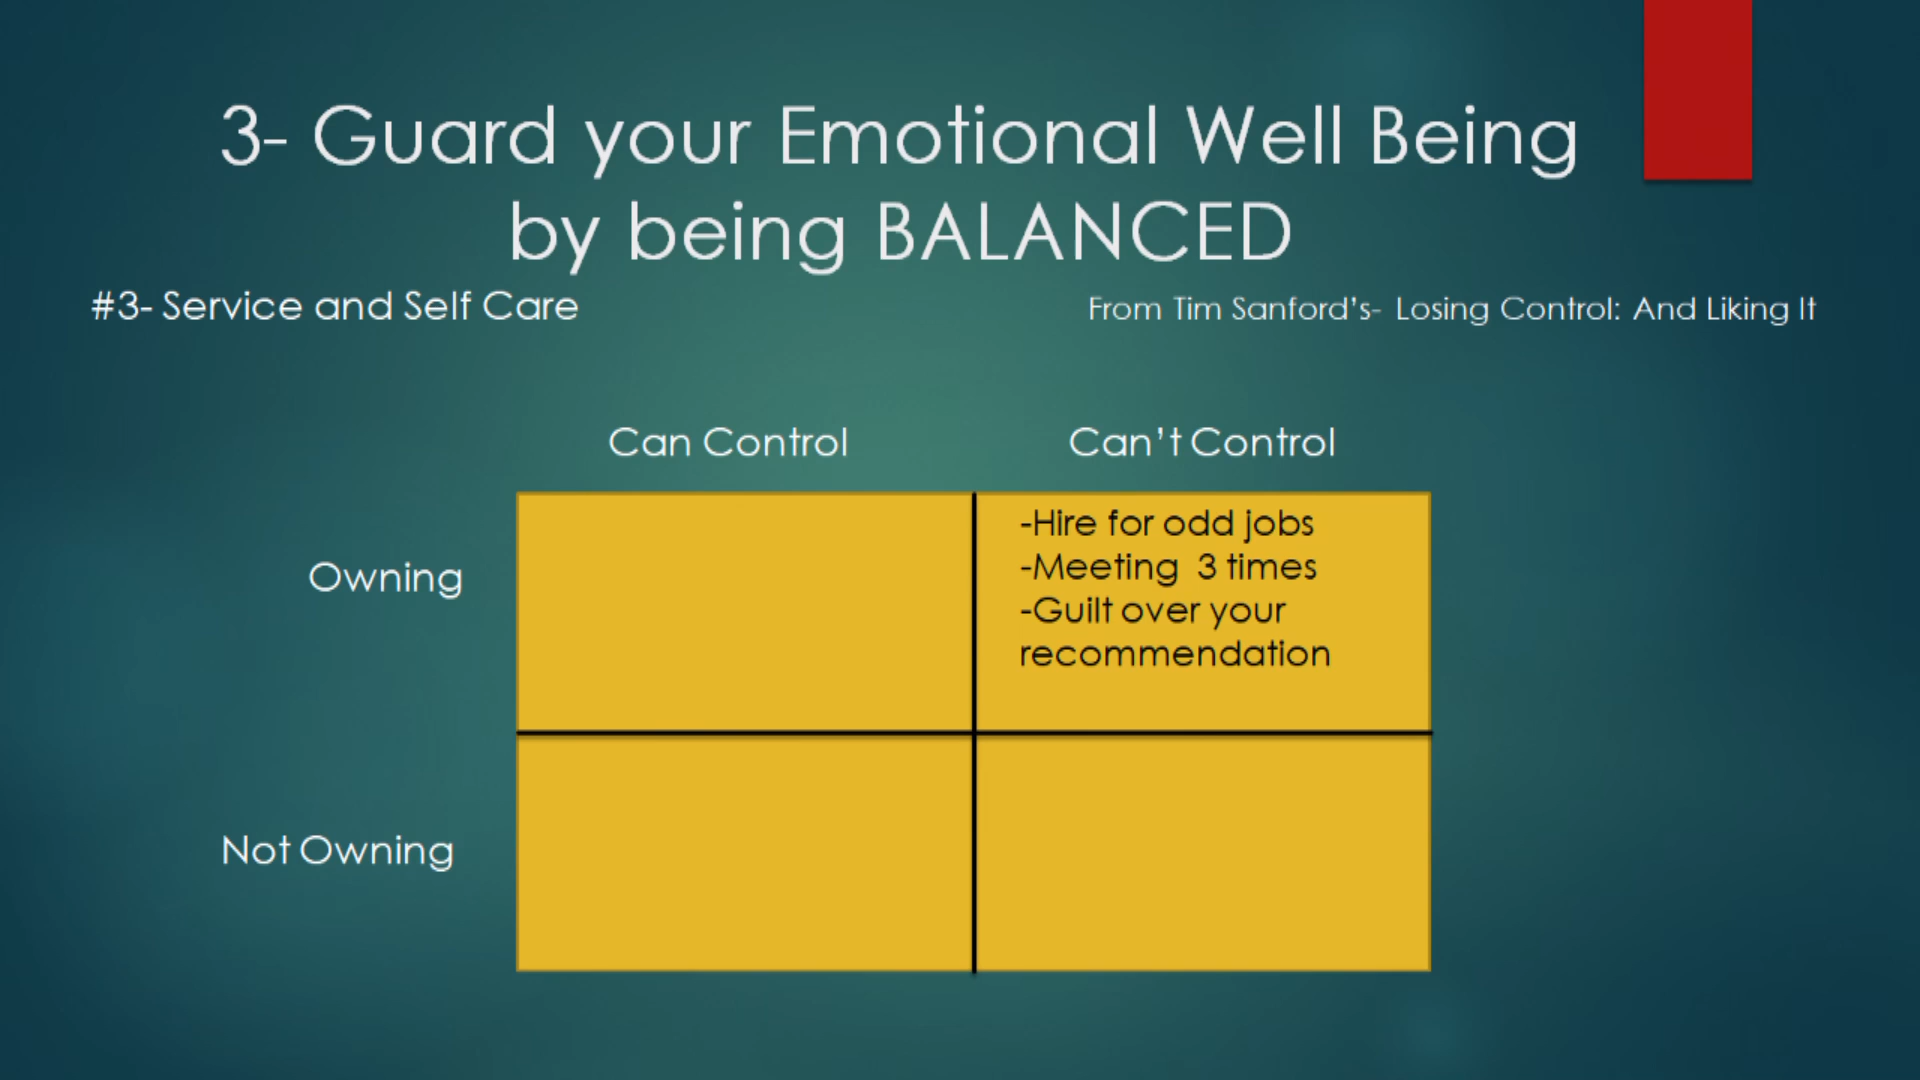 3- Guard your Emotional Well Being
by being BALANCED
#3- Service and Self Care
From Tim Sanford's- Losing Control: And Liking It
Can Control
Can't Control
Owning
-Hire for odd jobs
-Meeting  3 times
-Guilt over your
recommendation
Not Owning